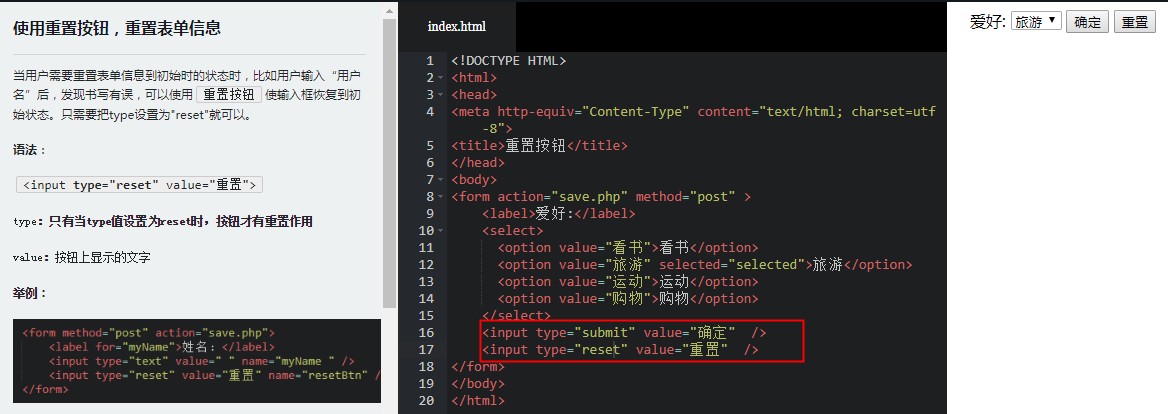 使用重置按钮，重置表单信息
当用户需要重置表单信息到初始时的状态时，比如用户输入“用户
名”后，发现书写有误，可以使用 重置按钮 使输入框恢复到初
始状态。只需要把type设置为"reset"就可以。
语法：
<input type="reset" value="重置">
type：只有当type值设置为reset时，按钮才有重置作用
value：按钮上显示的文字
举例：
<form method="post" action="save.php">
<label for="myName">姓名：</label>
<input type="text" value=" " name="myName " />
<input type="reset" value="重置" name="resetBtn" /
</form>
index.html
1 <!DOCTYPE HTML>
2 <html>
3 <head>
4 <meta http-equiv="Content-Type" content="text/html; charset=utf
-8">
5 <title>重置按钮</title>
6 </head>
7 <body>
8 <form action="save.php" method="post" >
9 <label>爱好:</label>
10 <select>
11 <option value="看书">看书</option>
12 <option value="旅游" selected="selected">旅游</option>
13 <option value="运动">运动</option>
14 <option value="购物">购物</option>
15 </select>
16 <input type="submit" value="确定"  />
17 <input type="reset" value="重置"  />
18 </form>
19 </body>
20 </html>
爱好: 旅游 确定 重置